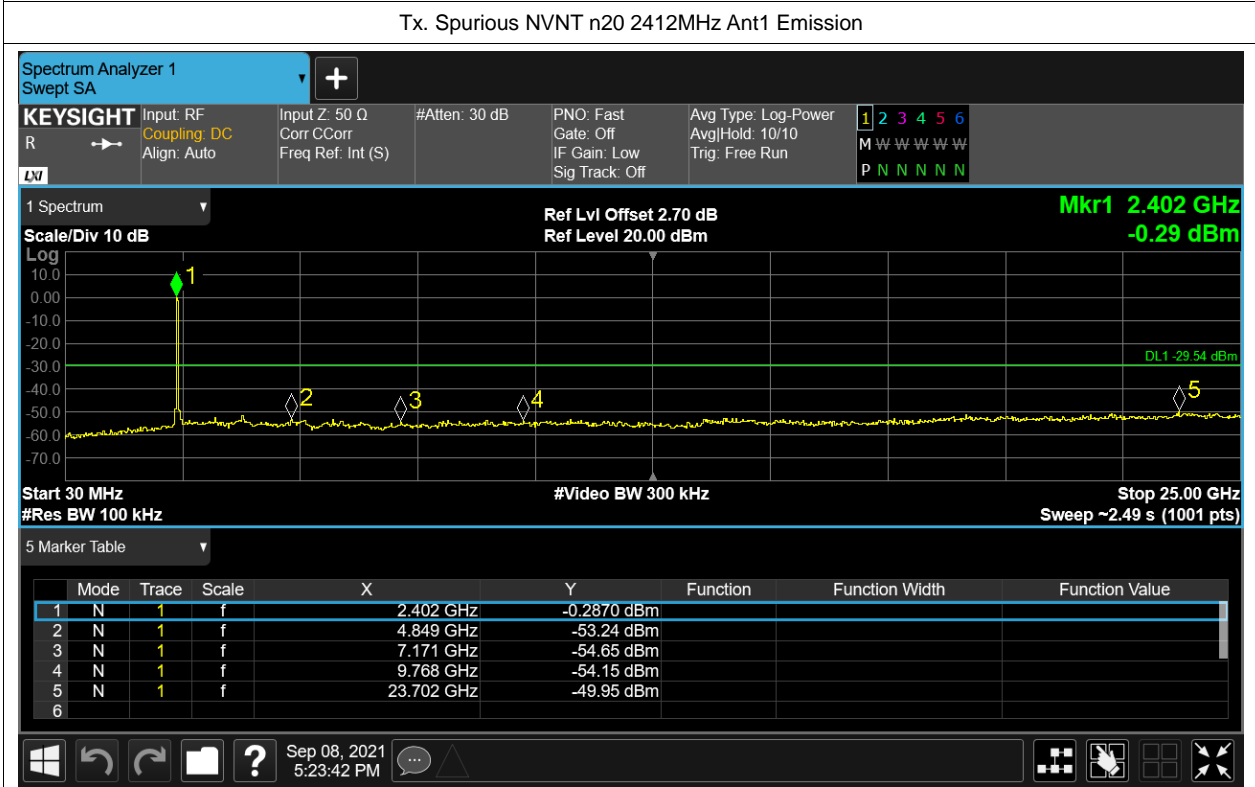 Tx. Spurious NVNT n20 2412MHz Ant1 Emission
Spectrum Analyzer 1
Swept SA
+
KEYSIGHT
R
LXI
Input: RF
Coupling: DC
Align: Auto
Input Z: 50 Ω
Corr CCorr
Freq Ref: Int (S)
#Atten: 30 dB
PNO: Fast
Gate: Off
IF Gain: Low
Sig Track: Off
Avg Type: Log-Power
Avg|Hold: 10/10
Trig: Free Run
1 2 3 4 5 6
M W W W W W
P N N N N N
1 Spectrum
Scale/Div 10 dB
Ref Lvl Offset 2.70 dB
Ref Level 20.00 dBm
Mkr1 2.402 GHz
-0.29 dBm
Log
10.0
0.00
-10.0
-20.0
-30.0
-40.0
-50.0
-60.0
-70.0
1
2
3
4
5
DL1 -29.54 dBm
Start 30 MHz
#Res BW 100 kHz
#Video BW 300 kHz
Stop 25.00 GHz
Sweep ~2.49 s (1001 pts)
5 Marker Table
Mode Trace Scale X Y Function Function Width Function Value
1 N 1 f 2.402 GHz -0.2870 dBm
2 N 1 f 4.849 GHz -53.24 dBm
3 N 1 f 7.171 GHz -54.65 dBm
4 N 1 f 9.768 GHz -54.15 dBm
5 N 1 f 23.702 GHz -49.95 dBm
6
?
Sep 08, 2021
5:23:42 PM